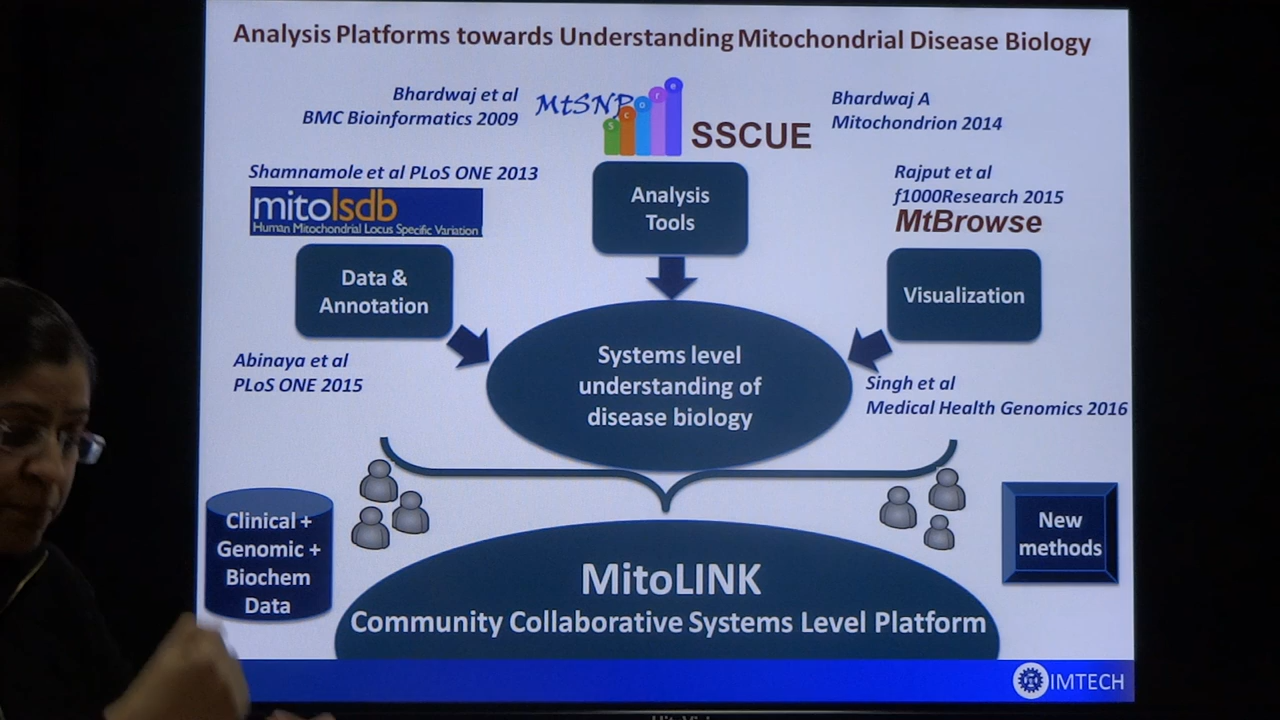 Analysis Platforms towards Understanding Mitochondrial Disease Biology
Bhardwaj et al
BMC Bioinformatics 2009
MtSNP
Score
SSCUE
Bhardwaj A
Mitochondrion 2014
Shamnamole et al PLoS ONE 2013
mitolsdb
Human Mitochondrial Locus Specific Variation
Analysis
Tools
Rajput et al
f1000Research 2015
MtBrowse
Data &
Annotation
Visualization
Abinaya et al
PLoS ONE 2015
Systems level
understanding of
disease biology
Singh et al
Medical Health Genomics 2016
Clinical +
Genomic +
Biochem
Data
New
methods
MitoLINK
Community Collaborative Systems Level Platform
IMTECH